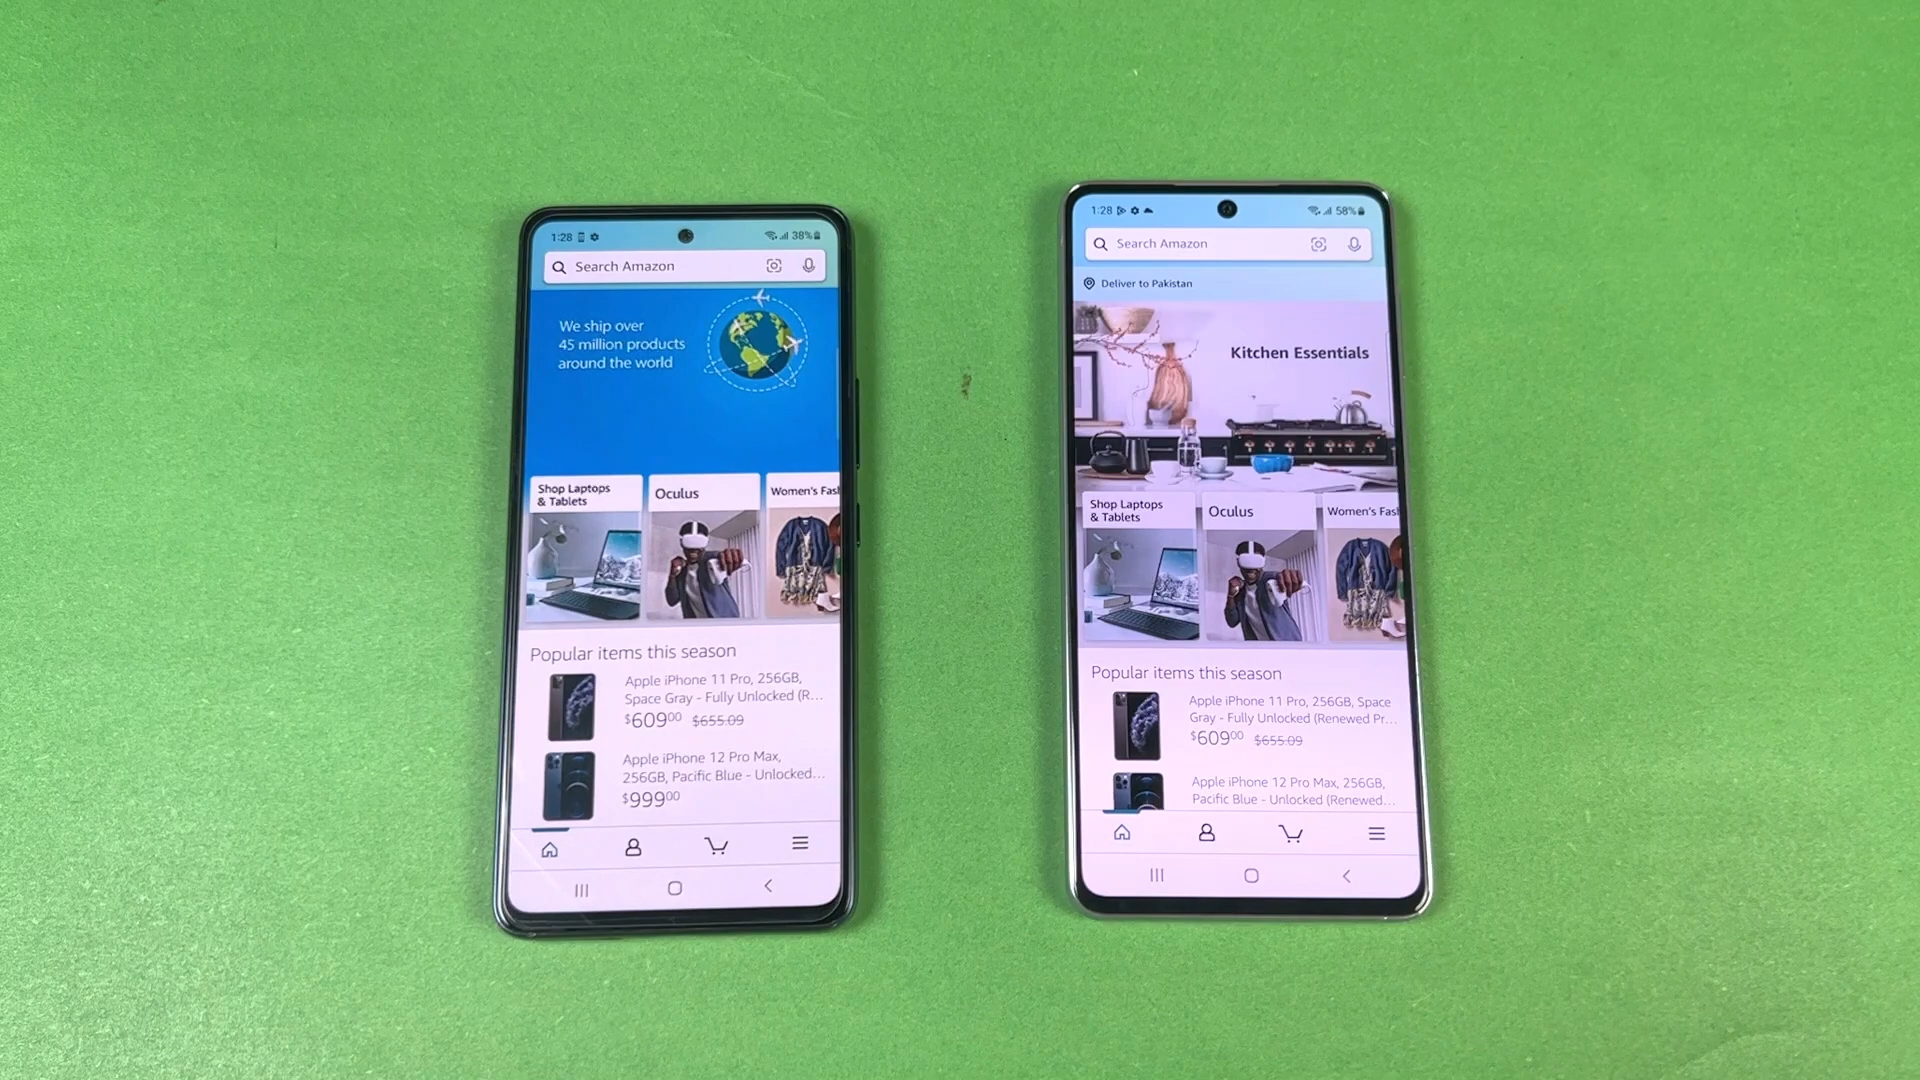 1:28
38%
Search Amazon
We ship over
45 million products
around the world
Shop Laptops
& Tablets
Oculus
Women's Fash
Popular items this season
Apple iPhone 11 Pro, 256GB,
Space Gray - Fully Unlocked (R...
$60900 $655.09
Apple iPhone 12 Pro Max,
256GB, Pacific Blue - Unlocked...
$99900
1:28
58%
Search Amazon
Deliver to Pakistan
Kitchen Essentials
Shop Laptops
& Tablets
Oculus
Women's Fas
Popular items this season
Apple iPhone 11 Pro, 256GB, Space
Gray - Fully Unlocked (Renewed Pr...
$60900 $655.09
Apple iPhone 12 Pro Max, 256GB,
Pacific Blue - Unlocked (Renewed...